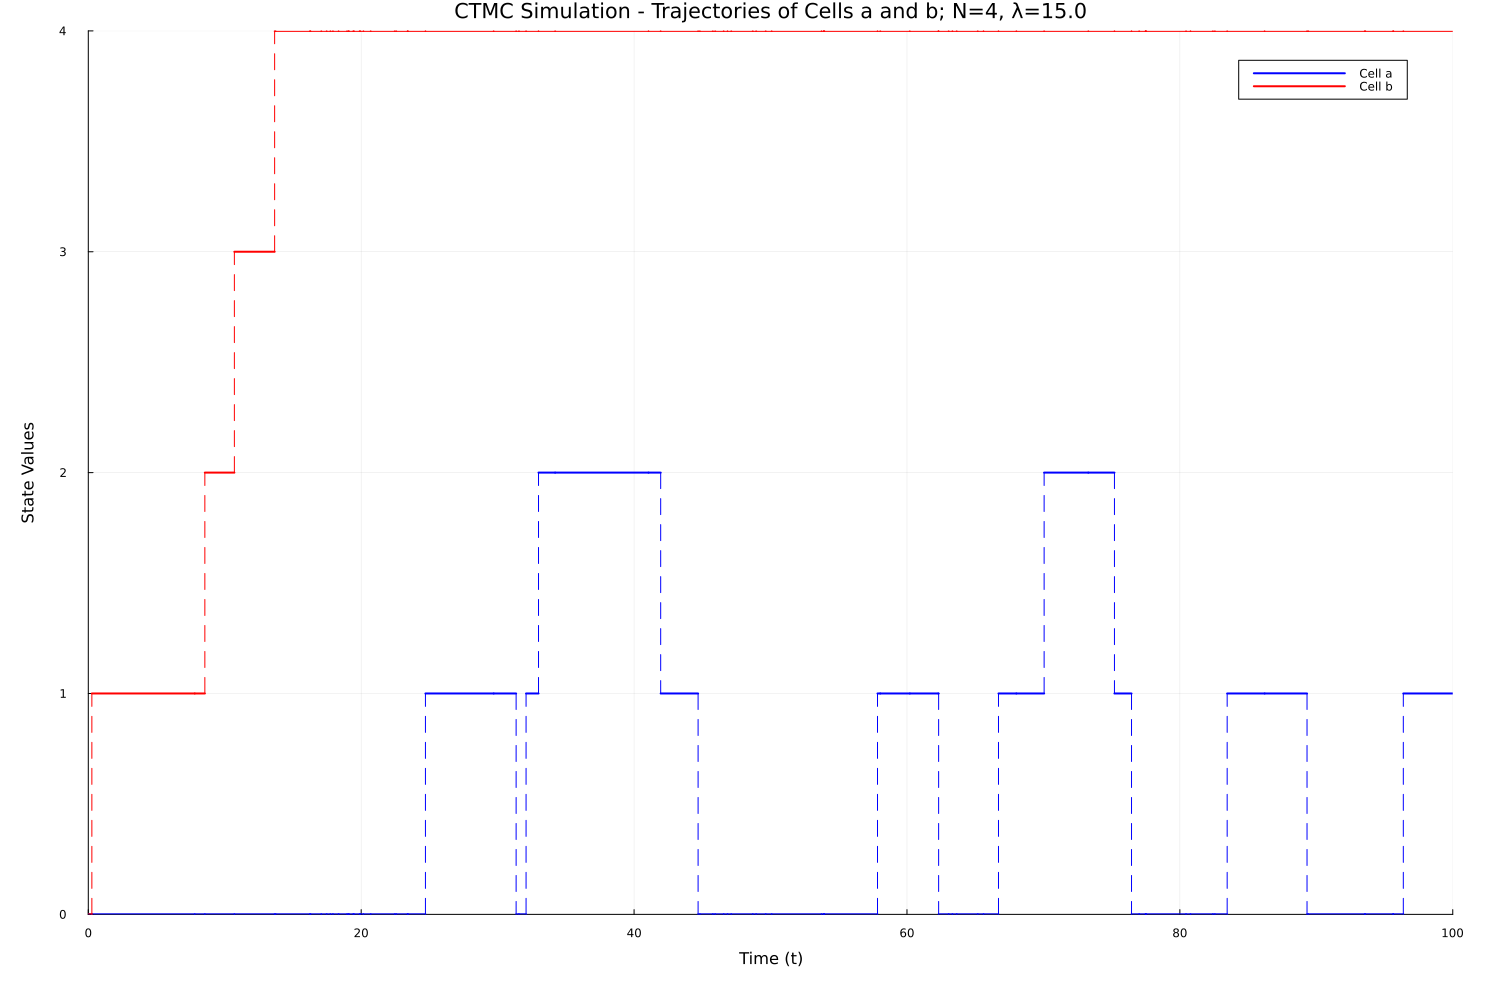 CTMC Simulation - Trajectories of Cells a and b; N=4, λ=15.0
4
Cell a
Cell b
3
2
State Values
1
0
0 20 40 60 80 100
Time (t)